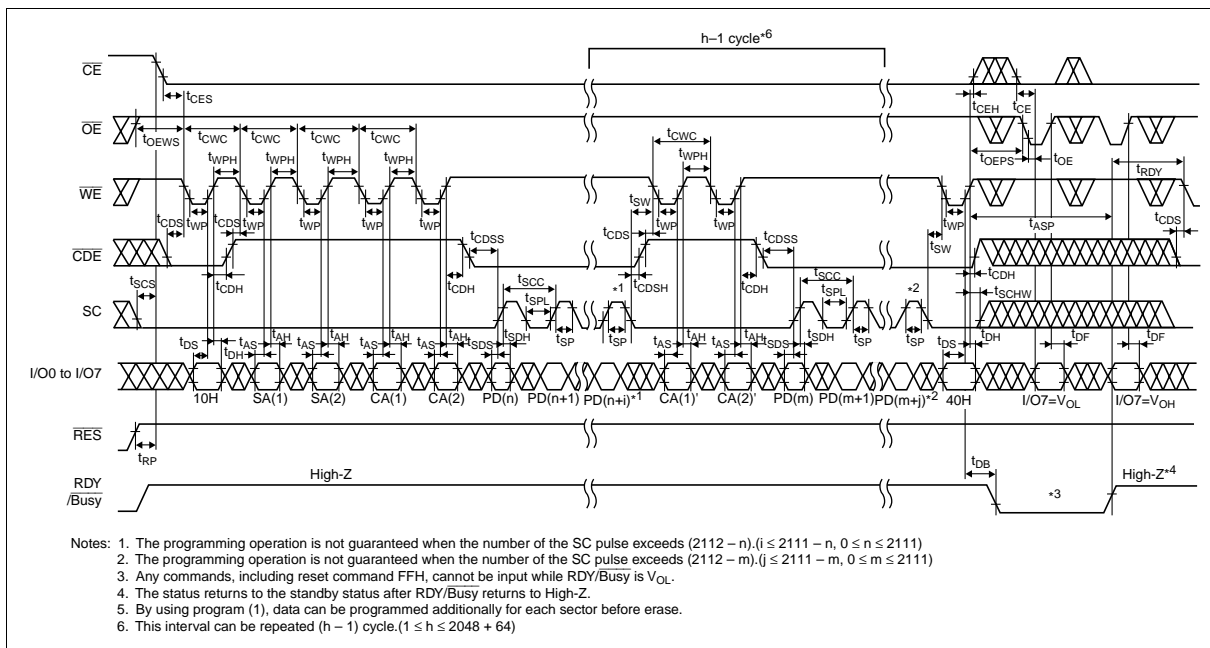 h–1 cycle*6
CE
tCES
tCEH
tCE
OE
tOEWS
tCWC
tCWC
tCWC
tCWC
tCWC
tOEPS
tOE
tWPH
tWPH
tWPH
tWPH
tWPH
tRDY
WE
tCDS
tWP
tCDS
tWP
tWP
tWP
tWP
tSW
tWP
tWP
tWP
tASP
tCDS
tCDSS
tCDS
tCDSS
tSW
CDE
tSCS
tCDH
tCDH
tSCC
tSPL
*1
tCDSH
tCDH
tSCC
tSPL
*2
tCDH
tSCHW
SC
tDS
tDH
tAS
tAH
tAS
tAH
tAS
tAH
tAS
tAH
tSDS
tSDH
tSP
tSP
tAS
tAH
tAS
tAH
tSDS
tSDH
tSP
tSP
tDS
tDH
tDF
tDF
I/O0 to I/O7
10H
SA(1)
SA(2)
CA(1)
CA(2)
PD(n)
PD(n+1)
PD(n+i)*1
CA(1)'
CA(2)'
PD(m)
PD(m+1)
PD(m+j)*2
40H
I/O7=VOL
I/O7=VOH
RES
tRP
tDB
RDY
/Busy
High-Z
*3
High-Z*4
Notes: 1. The programming operation is not guaranteed when the number of the SC pulse exceeds (2112 – n).(i ≤ 2111 – n, 0 ≤ n ≤ 2111)
2. The programming operation is not guaranteed when the number of the SC pulse exceeds (2112 – m).(j ≤ 2111 – m, 0 ≤ m ≤ 2111)
3. Any commands, including reset command FFH, cannot be input while RDY/Busy is VOL.
4. The status returns to the standby status after RDY/Busy returns to High-Z.
5. By using program (1), data can be programmed additionally for each sector before erase.
6. This interval can be repeated (h – 1) cycle.(1 ≤ h ≤ 2048 + 64)